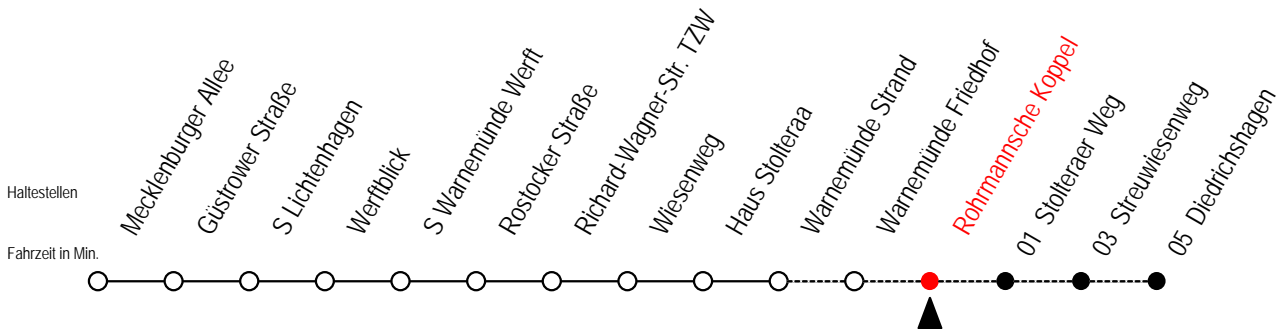 Haltestellen
Fahrzeit in Min.
Mecklenburger Allee
Güstrower Straße
S Lichtenhagen
Werftblick
S Warnemünde Werft
Rostocker Straße
Richard-Wagner-Str. TZW
Wiesenweg
Haus Stolteraa
Warnemünde Strand
Warnemünde Friedhof
Rohrmannsche Koppel
01 Stolteraer Weg
03 Streuwiesenweg
05 Diedrichshagen